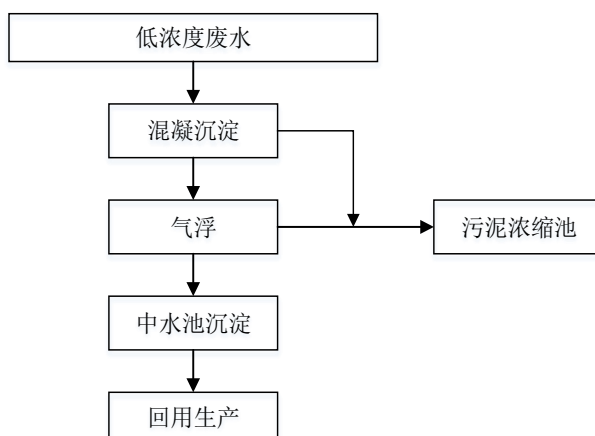 低浓度废水
混凝沉淀
气浮
污泥浓缩池
中水池沉淀
回用生产